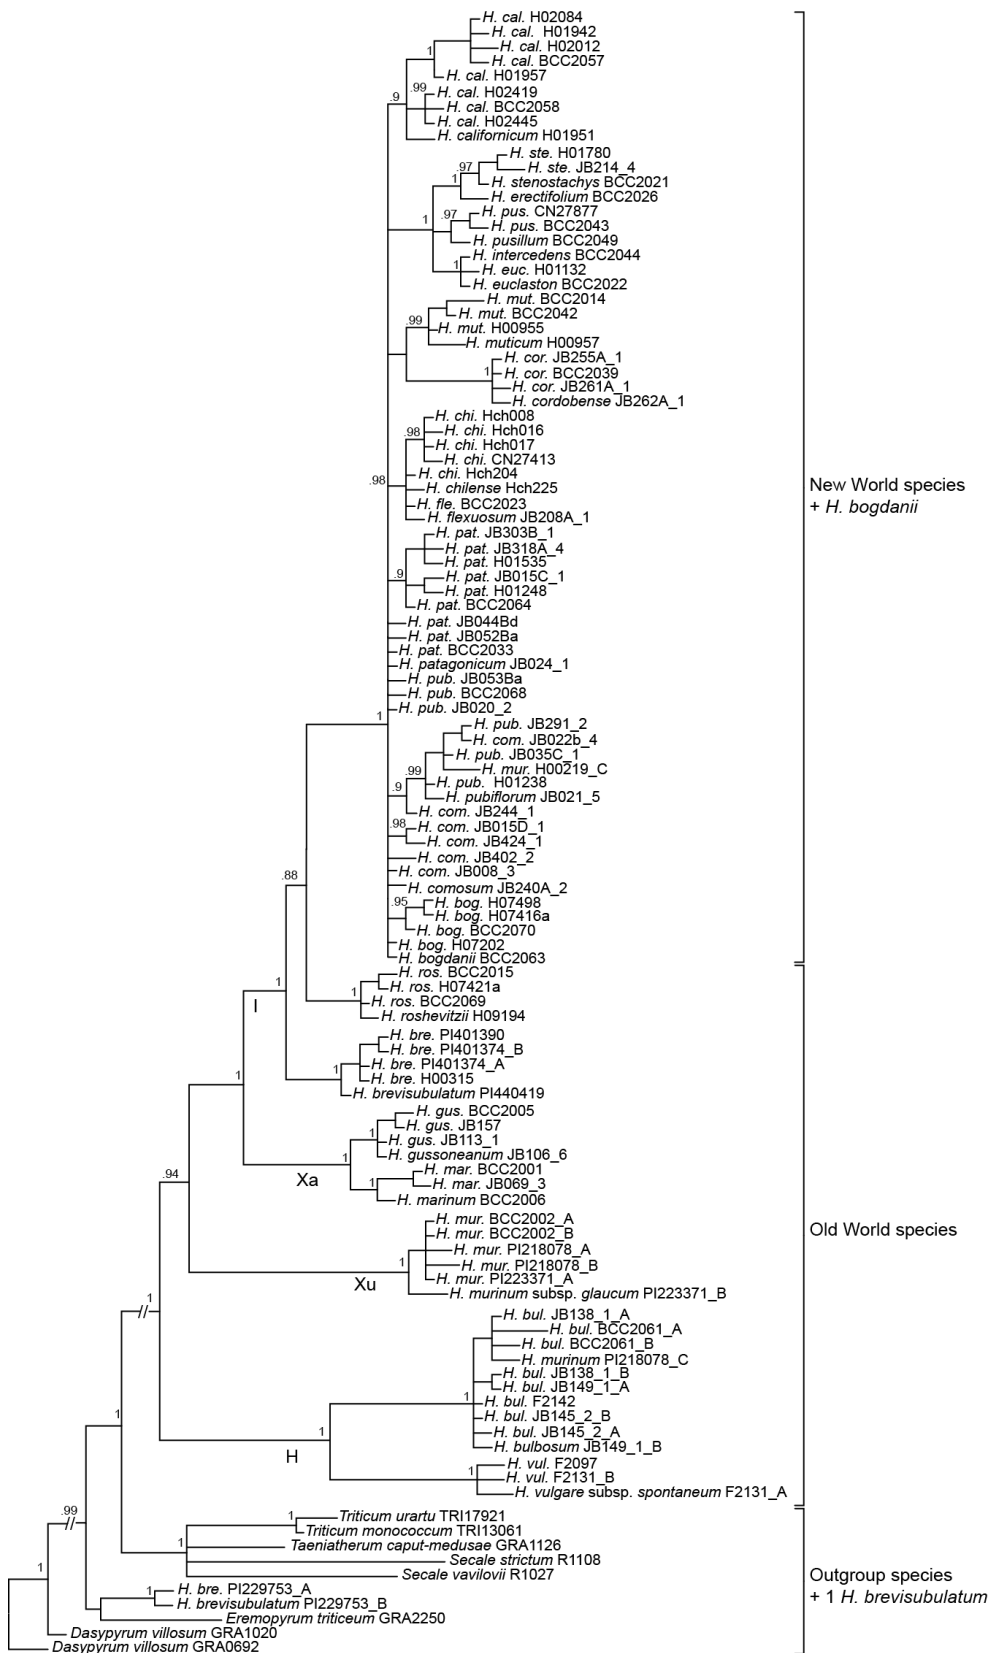 H. cal. H02084
H. cal. H01942
1
H. cal. H02012
H. cal. BCC2057
H. cal. H01957
.99
H. cal. H02419
.9
H. cal. BCC2058
H. cal. H02445
H. californicum H01951
H. ste. H01780
.97
H. ste. JB214_4
1
H. stenostachys BCC2021
H. erectifolium BCC2026
H. pus. CN27877
1
.97
H. pus. BCC2043
H. pusillum BCC2049
H. intercedens BCC2044
1
H. euc. H01132
H. euclaston BCC2022
H. mut. BCC2014
H. mut. BCC2042
.99
H. mut. H00955
H. muticum H00957
H. cor. JB255A_1
1
H. cor. BCC2039
H. cor. JB261A_1
H. cordobense JB262A_1
H. chi. Hch008
.98
H. chi. Hch016
H. chi. Hch017
H. chi. CN27413
H. chi. Hch204
.98
H. chilense Hch225
New World species
+ H. bogdanii
H. fle. BCC2023
H. flexuosum JB208A_1
H. pat. JB303B_1
H. pat. JB318A_4
H. pat. H01535
.9
H. pat. JB015C_1
H. pat. H01248
H. pat. BCC2064
H. pat. JB044Bd
H. pat. JB052Ba
H. pat. BCC2033
H. patagonicum JB024_1
H. pub. JB053Ba
H. pub. BCC2068
H. pub. JB020_2
1
H. pub. JB291_2
H. com. JB022b_4
H. pub. JB035C_1
.99
H. mur. H00219_C
H. pub. H01238
.9
H. pubiflorum JB021_5
H. com. JB244_1
.98
H. com. JB015D_1
H. com. JB424_1
H. com. JB402_2
H. com. JB008_3
.88
H. comosum JB240A_2
.95
H. bog. H07498
H. bog. H07416a
H. bog. BCC2070
H. bog. H07202
H. bogdanii BCC2063
H. ros. BCC2015
1
1
H. ros. H07421a
I
H. ros. BCC2069
H. roshevitzii H09194
H. bre. PI401390
H. bre. PI401374_B
1
1
H. bre. PI401374_A
H. bre. H00315
H. brevisubulatum PI440419
H. gus. BCC2005
H. gus. JB157
1
H. gus. JB113_1
1
H. gussoneanum JB106_6
.94
Xa
1
H. mar. BCC2001
H. mar. JB069_3
H. marinum BCC2006
H. mur. BCC2002_A
Old World species
H. mur. BCC2002_B
H. mur. PI218078_A
1
H. mur. PI218078_B
Xu
H. mur. PI223371_A
H. murinum subsp. glaucum PI223371_B
1
//
H. bul. JB138_1_A
H. bul. BCC2061_A
H. bul. BCC2061_B
H. murinum PI218078_C
H. bul. JB138_1_B
H. bul. JB149_1_A
1
H. bul. F2142
1
H. bul. JB145_2_B
1
H. bul. JB145_2_A
H
H. bulbosum JB149_1_B
1
H. vul. F2097
H. vul. F2131_B
H. vulgare subsp. spontaneum F2131_A
.99
//
1
Triticum urartu TRI17921
Triticum monococcum TRI13061
1
Taeniatherum caput-medusae GRA1126
1
Secale strictum R1108
Secale vavilovii R1027
Outgroup species
+ 1 H. brevisubulatum
1
H. bre. PI229753_A
H. brevisubulatum PI229753_B
Eremopyrum triticeum GRA2250
Dasypyrum villosum GRA1020
Dasypyrum villosum GRA0692